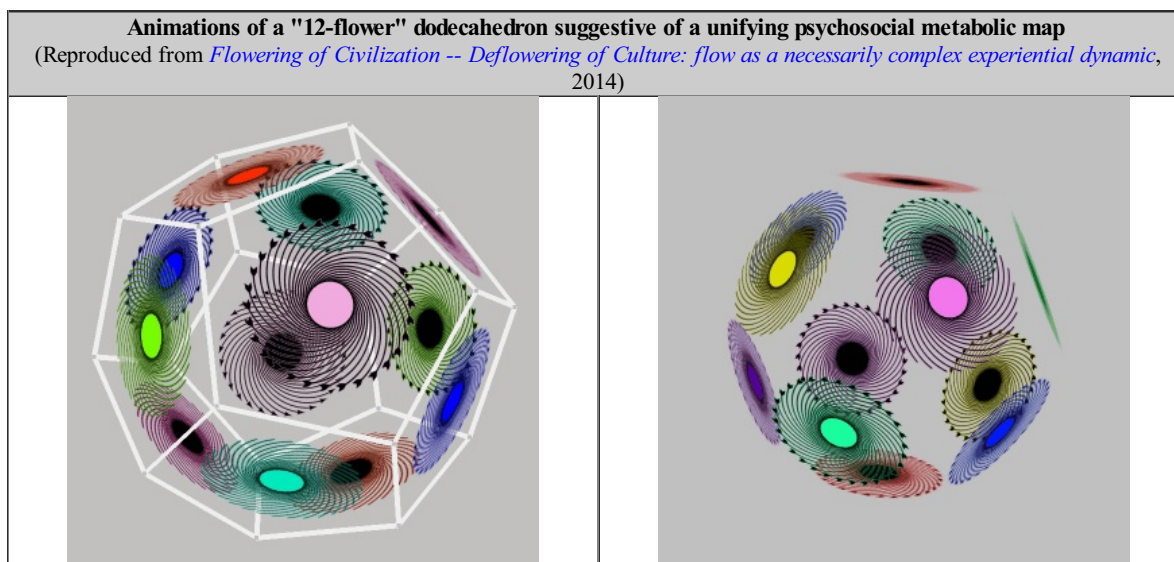 Animations of a "12-flower" dodecahedron suggestive of a unifying psychosocial metabolic map
(Reproduced from Flowering of Civilization -- Deflowering of Culture: flow as a necessarily complex experiential dynamic,
2014)